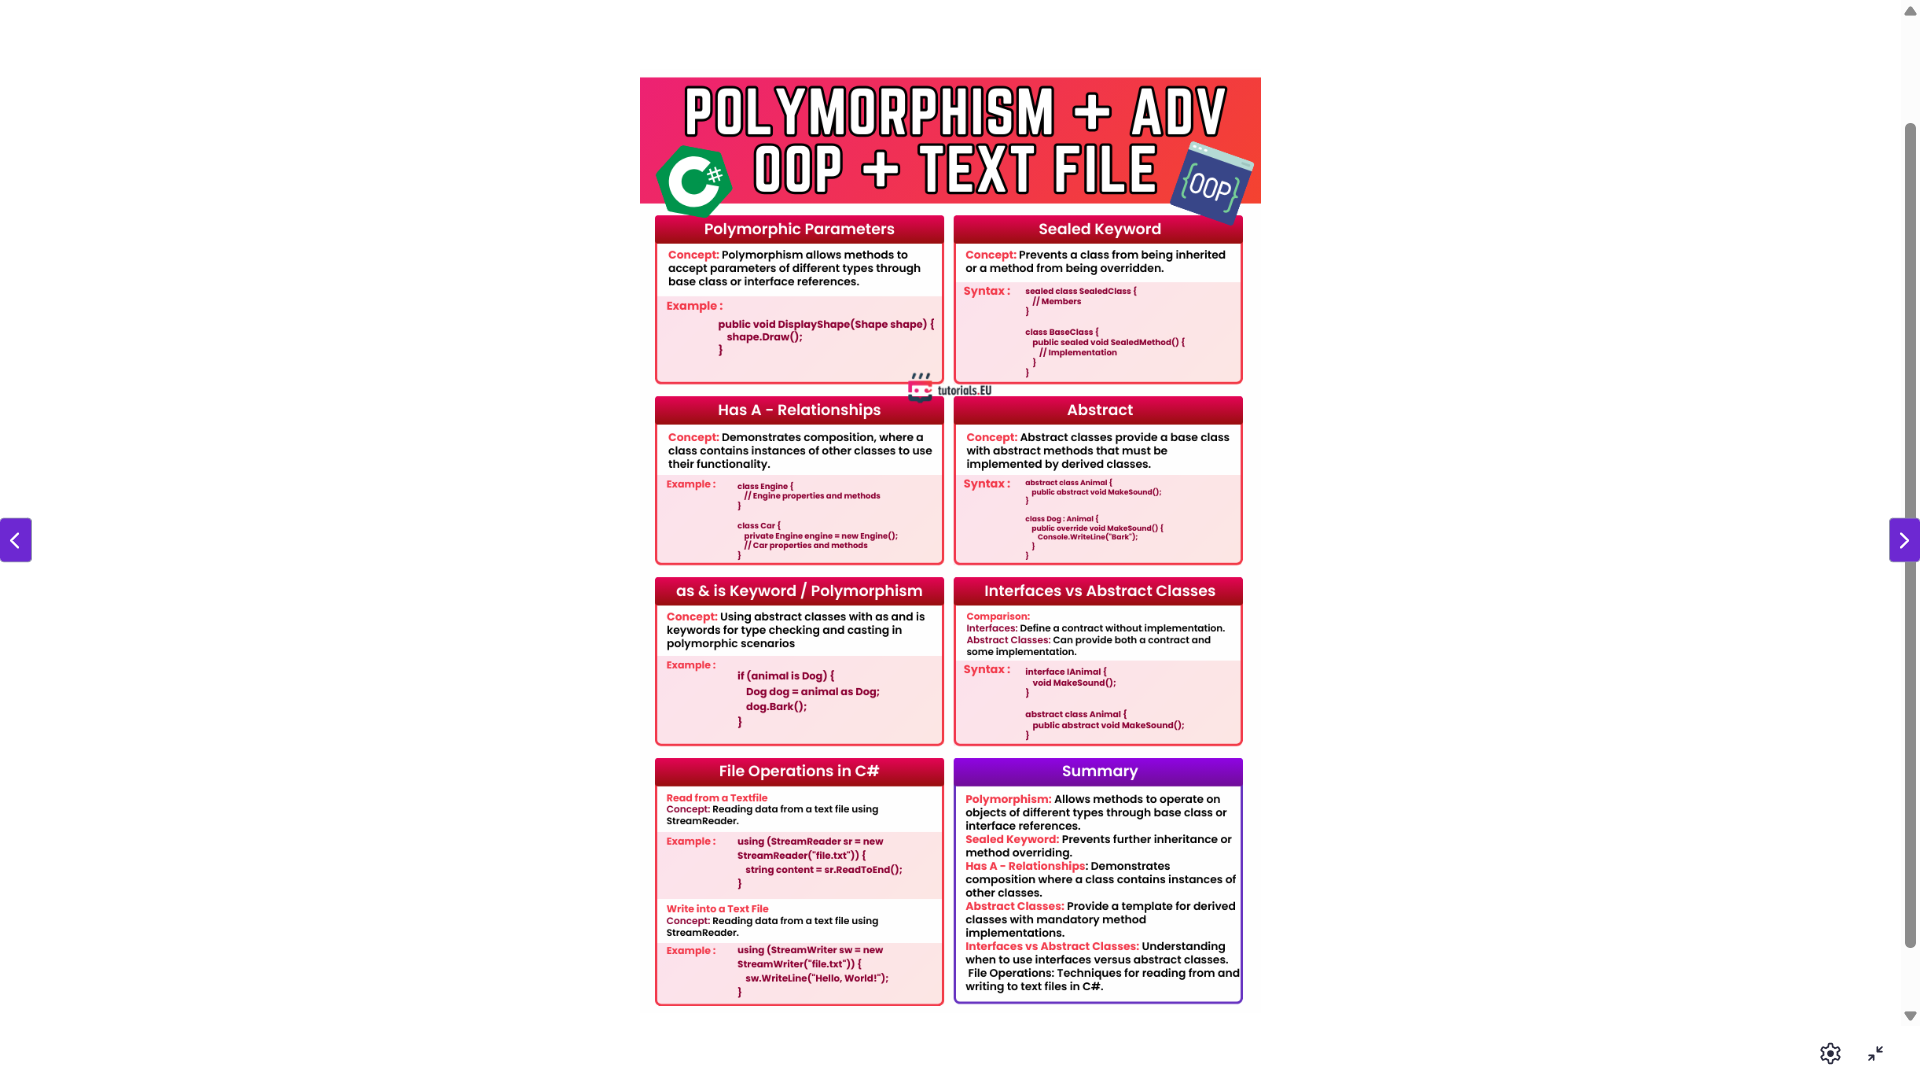 POLYMORPHISM + ADV
OOP + TEXT FILE
C#
{OOP}
Polymorphic Parameters
Concept: Polymorphism allows methods to
accept parameters of different types through
base class or interface references.
Example :
public void DisplayShape(Shape shape) {
shape.Draw();
}
Sealed Keyword
Concept: Prevents a class from being inherited
or a method from being overridden.
Syntax :
sealed class SealedClass {
// Members
}
class BaseClass {
public sealed void SealedMethod() {
// Implementation
}
}
tutorials.EU
Has A - Relationships
Concept: Demonstrates composition, where a
class contains instances of other classes to use
their functionality.
Example :
class Engine {
// Engine properties and methods
}
class Car {
private Engine engine = new Engine();
// Car properties and methods
}
Abstract
Concept: Abstract classes provide a base class
with abstract methods that must be
implemented by derived classes.
Syntax :
abstract class Animal {
public abstract void MakeSound();
}
class Dog : Animal {
public override void MakeSound() {
Console.WriteLine("Bark");
}
}
as & is Keyword / Polymorphism
Concept: Using abstract classes with as and is
keywords for type checking and casting in
polymorphic scenarios
Example :
if (animal is Dog) {
Dog dog = animal as Dog;
dog.Bark();
}
Interfaces vs Abstract Classes
Comparison:
Interfaces: Define a contract without implementation.
Abstract Classes: Can provide both a contract and
some implementation.
Syntax :
interface IAnimal {
void MakeSound();
}
abstract class Animal {
public abstract void MakeSound();
}
File Operations in C#
Read from a Textfile
Concept: Reading data from a text file using
StreamReader.
Example :
using (StreamReader sr = new
StreamReader("file.txt")) {
string content = sr.ReadToEnd();
}
Write into a Text File
Concept: Reading data from a text file using
StreamReader.
Example :
using (StreamWriter sw = new
StreamWriter("file.txt")) {
sw.WriteLine("Hello, World!");
}
Summary
Polymorphism: Allows methods to operate on
objects of different types through base class or
interface references.
Sealed Keyword: Prevents further inheritance or
method overriding.
Has A - Relationships: Demonstrates
composition where a class contains instances of
other classes.
Abstract Classes: Provide a template for derived
classes with mandatory method
implementations.
Interfaces vs Abstract Classes: Understanding
when to use interfaces versus abstract classes.
File Operations: Techniques for reading from and
writing to text files in C#.